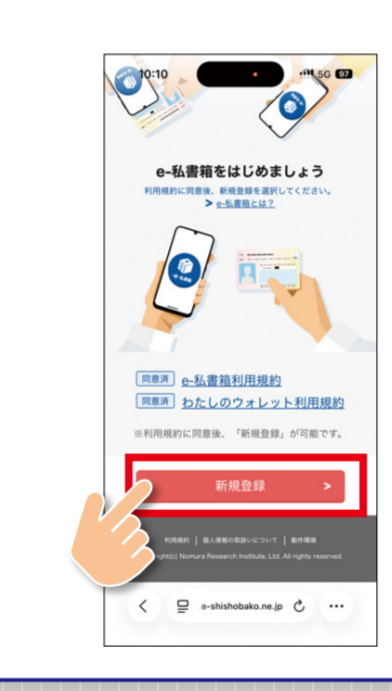 10:10
5G 97
e-私書箱をはじめましょう
利用規約に同意後、新規登録を選択してください。
> e-私書箱とは?
e-私書箱
同意済 e-私書箱利用規約
同意済 わたしのウォレット利用規約
※利用規約に同意後、「新規登録」が可能です。
新規登録 >
利用規約 | 個人情報の取扱いについて | 動作環境
right(c) Nomura Research Institute, Ltd. All rights reserved.
.e-shishobako.ne.jp